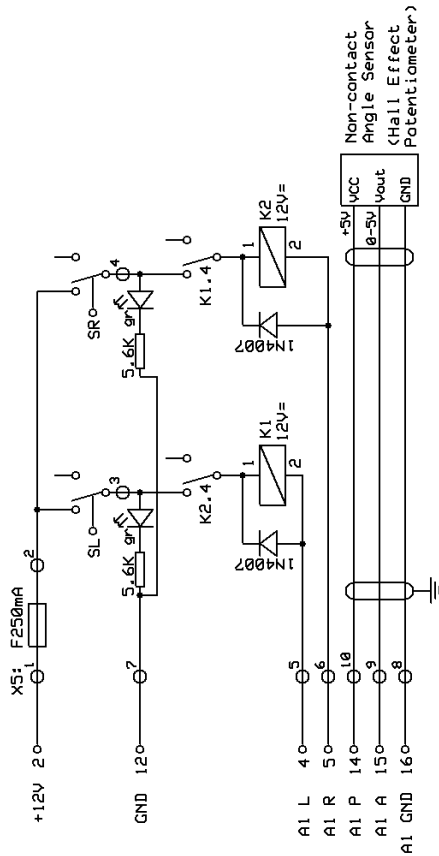 +12V 2
X5:
1
F250mA
2
GND 12
7
SL
3
gr
5.6K
K2.4
1N4007
1
K1
12V=
2
SR
4
gr
5.6K
K1.4
1N4007
1
K2
12V=
2
A1 L 4
5
A1 R 5
6
A1 P 14
10
A1 A 15
9
A1 GND 16
8
+5V
0-5V
VCC
Vout
GND
Non-contact
Angle Sensor
(Hall Effect
Potentiometer)